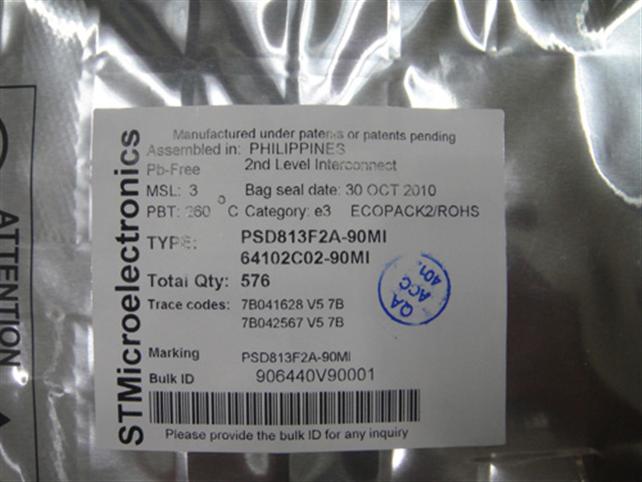 ATTENTION
STMicroelectronics
Manufactured under patents or patents pending
Assembled in: PHILIPPINES
Pb-Free 2nd Level Interconnect
MSL: 3 Bag seal date: 30 OCT 2010
PBT: 260 °C Category: e3 ECOPACK2/ROHS
TYPE: PSD813F2A-90MI
64102C02-90MI
Total Qty: 576
Trace codes: 7B041628 V5 7B
7B042567 V5 7B
QA
ACC
401
Marking PSD813F2A-90MI
Bulk ID 906440V90001
Please provide the bulk ID for any inquiry